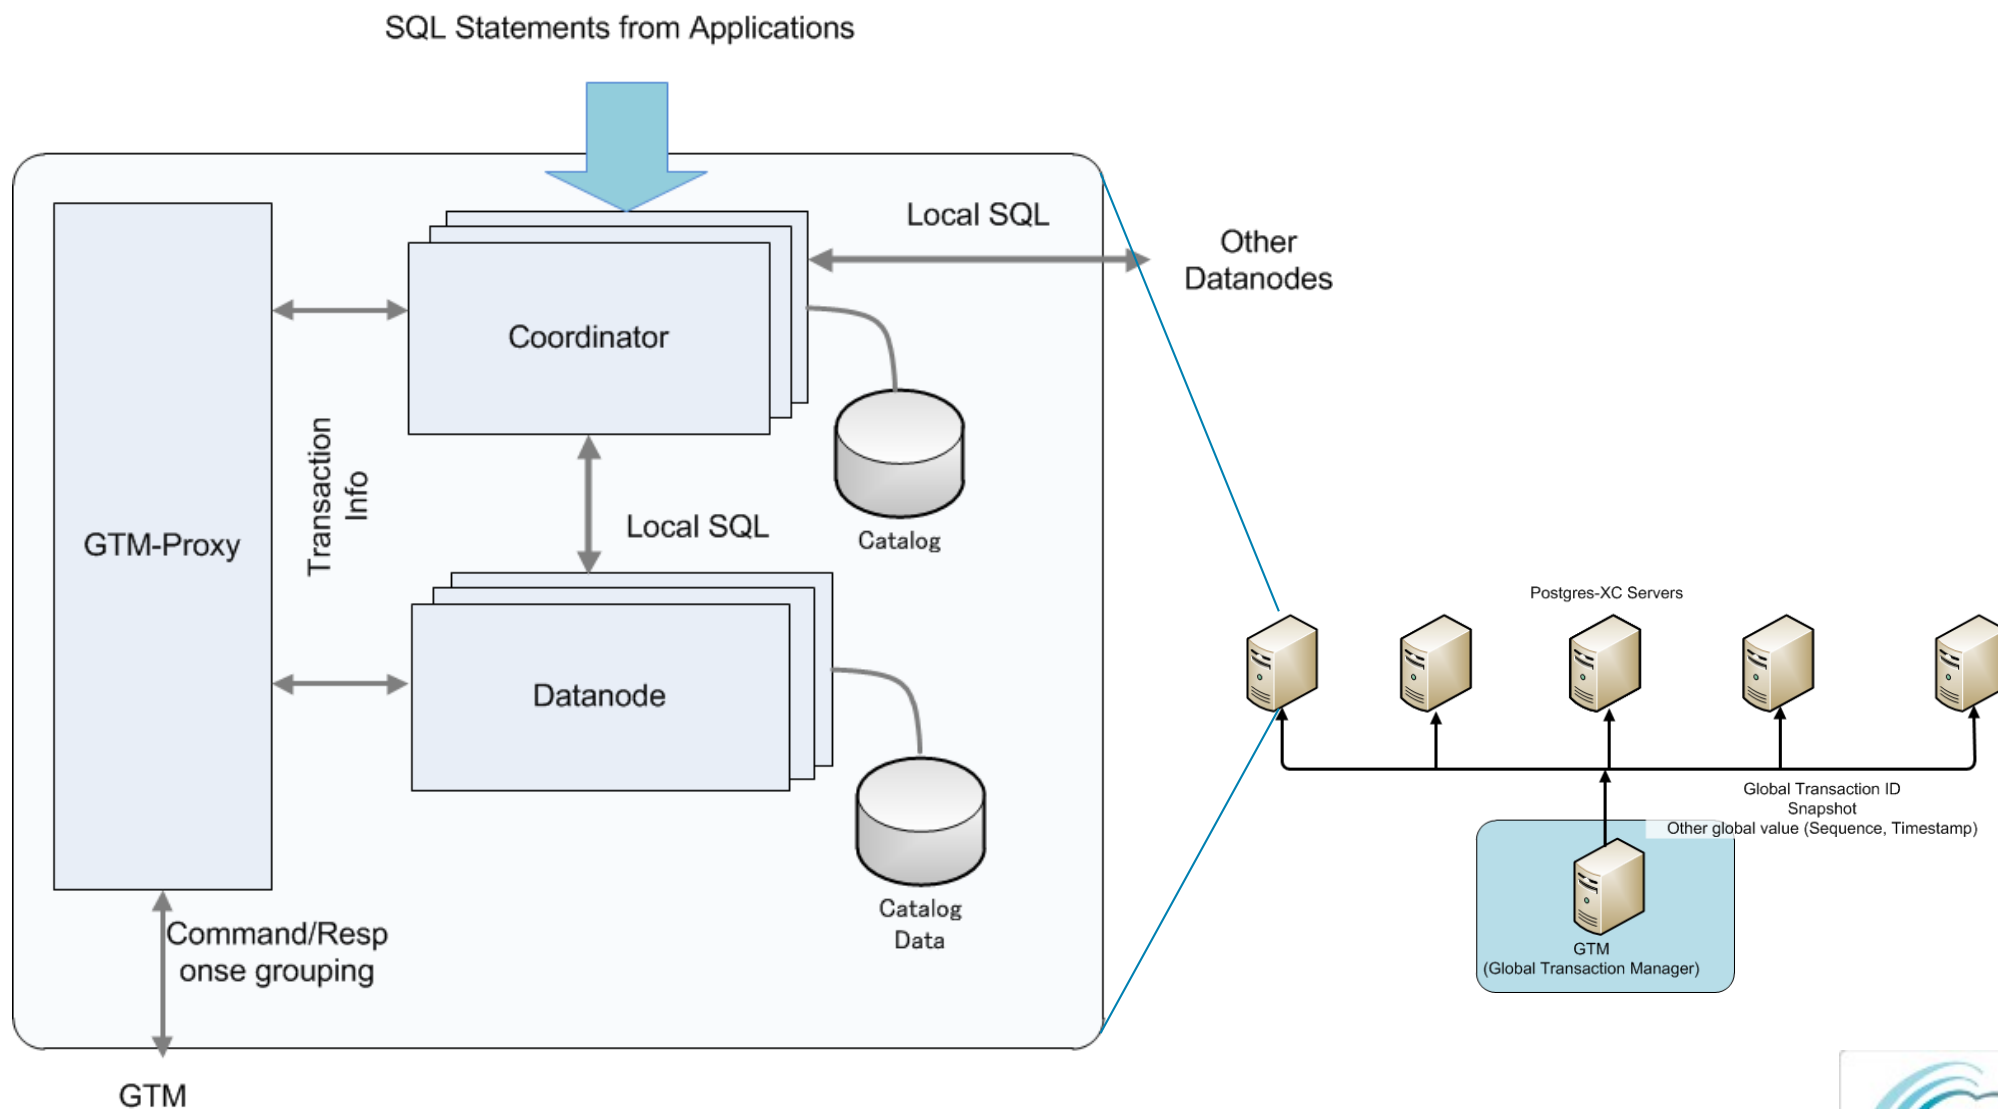 SQL Statements from Applications
Local SQL
Other
Datanodes
Coordinator
Transaction
Info
GTM-Proxy
Local SQL
Catalog
Datanode
Catalog
Data
Command/Resp
onse grouping
GTM
Postgres-XC Servers
Global Transaction ID
Snapshot
Other global value (Sequence, Timestamp)
GTM
(Global Transaction Manager)